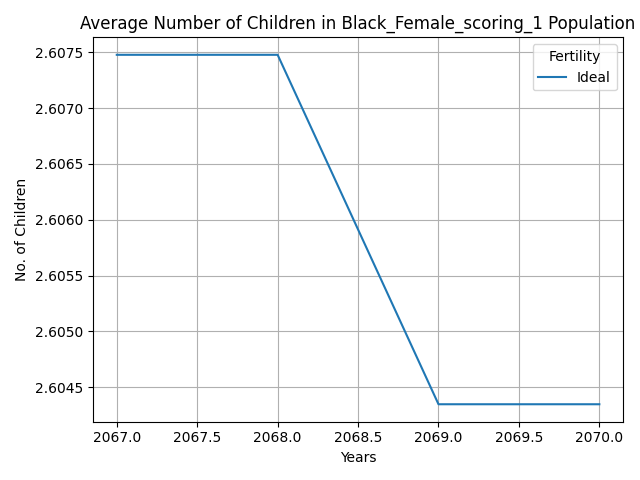 Average Number of Children in Black_Female_scoring_1 Population
2.6075
2.6070
2.6065
2.6060
2.6055
2.6050
2.6045
No. of Children
Fertility
Ideal
2067.0 2067.5 2068.0 2068.5 2069.0 2069.5 2070.0
Years